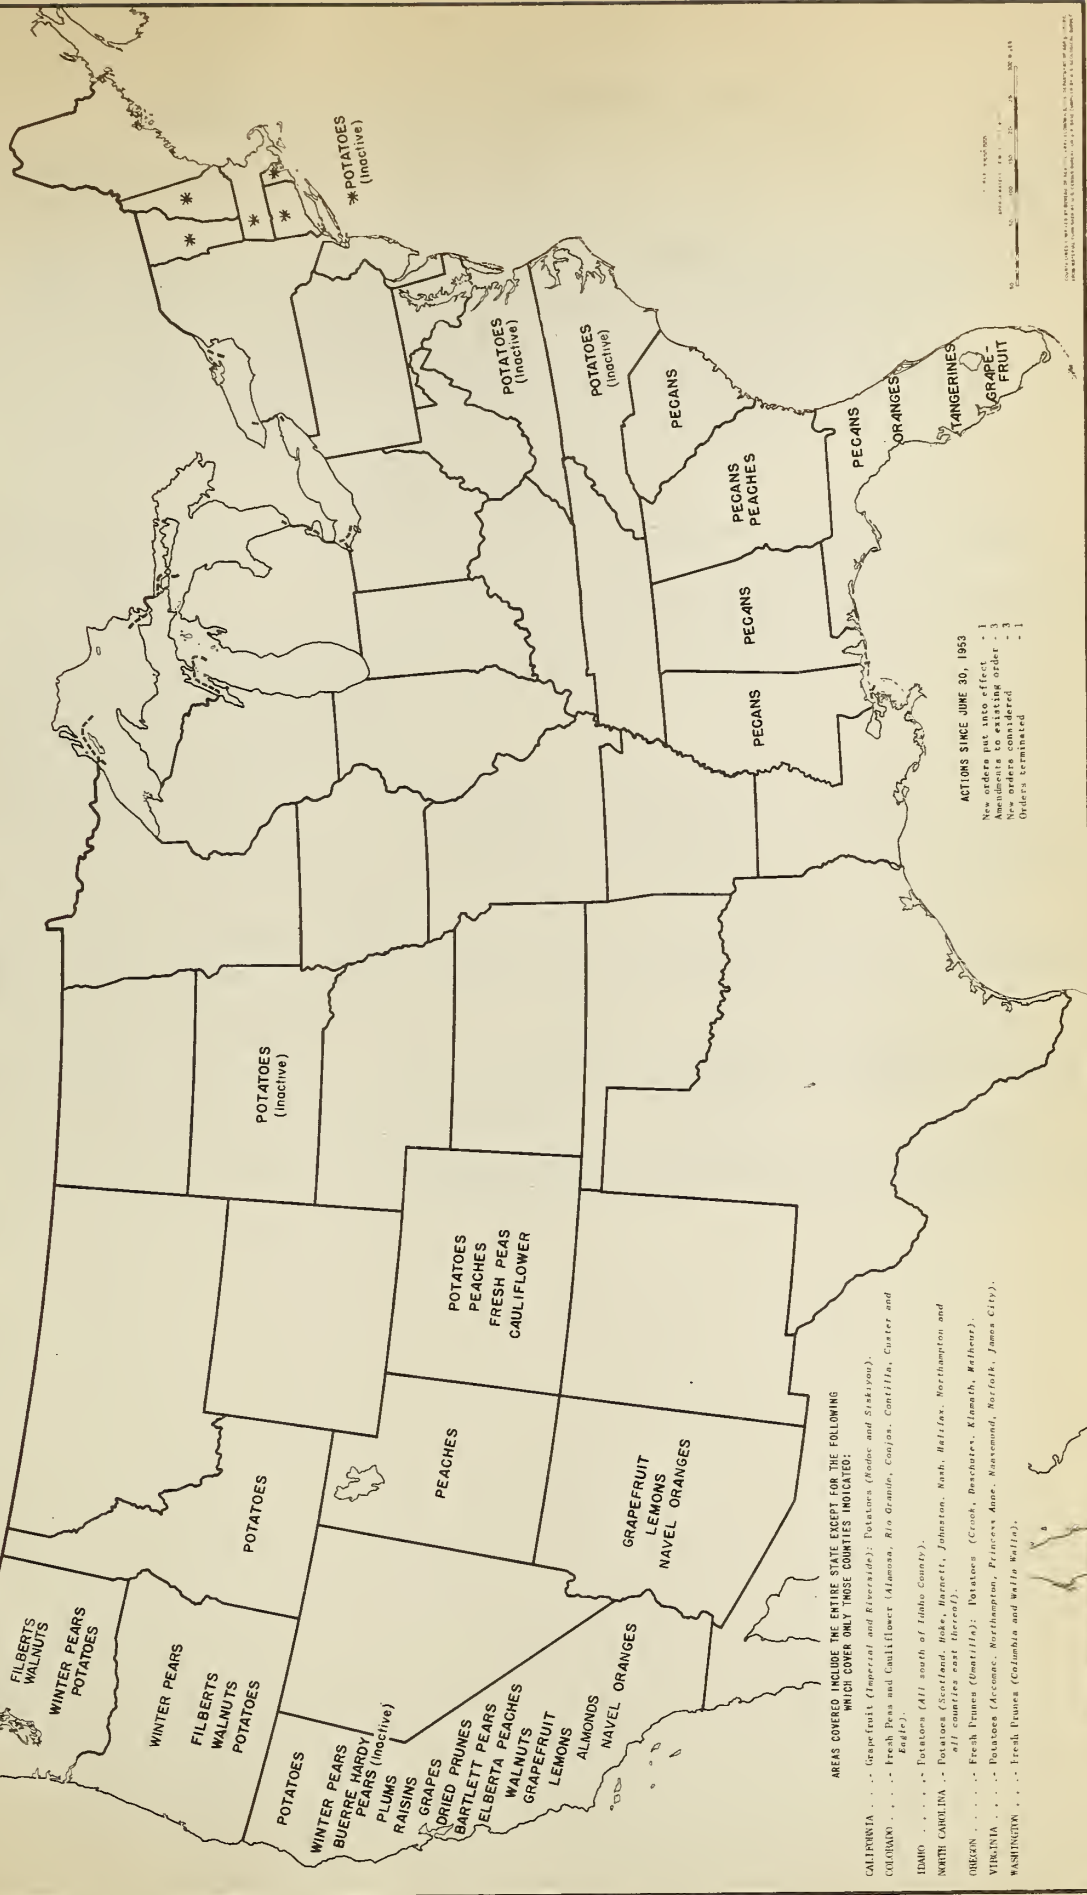 FILBERTS
WALNUTS
WINTER PEARS
POTATOES
WINTER PEARS
FILBERTS
WALNUTS
POTATOES
POTATOES
POTATOES
WINTER PEARS
BUERRE HARDY
PEARS (Inactive)
PLUMS
RAISINS
GRAPES
DRIED PRUNES
BARTLETT PEARS
ELBERTA PEACHES
WALNUTS
GRAPEFRUIT
LEMONS
ALMONDS
NAVEL ORANGES
PEACHES
GRAPEFRUIT
LEMONS
NAVEL ORANGES
POTATOES
PEACHES
FRESH PEAS
CAULIFLOWER
POTATOES
(Inactive)
PECANS
PECANS
PECANS
PEACHES
PECANS
POTATOES
(Inactive)
POTATOES
(Inactive)
*POTATOES
(Inactive)
*
*
*
*
*
PECANS
ORANGES
TANGERINES
GRAPE-
FRUIT
AREAS COVERED INCLUDE THE ENTIRE STATE EXCEPT FOR THE FOLLOWING
WHICH COVER ONLY THOSE COUNTIES INDICATED:
CALIFORNIA . . .- Grapefruit (Imperial and Riverside); Potatoes (Modoc and Siskiyou).
COLORADO . . . .- Fresh Peas and Cauliflower (Alamosa, Rio Grande, Conjos, Contilla, Custer and
Eagle).
IDAHO . . . . .- Potatoes (All south of Idaho County).
NORTH CAROLINA .- Potatoes (Scotland, Hoke, Harnett, Johnston, Nash, Halifax, Northampton and
all counties east thereof).
OREGON . . . . .- Fresh Prunes (Umatilla); Potatoes (Crook, Deschutes, Klamath, Malheur).
VIRGINIA . . . .- Potatoes (Accomac, Northampton, Princess Anne, Nansemond, Norfolk, James City).
WASHINGTON . . .- Fresh Prunes (Columbia and Walla Walla).
ACTIONS SINCE JUNE 30, 1953
New orders put into effect - 1
Amendments to existing order - 3
New orders considered - 3
Orders terminated - 1